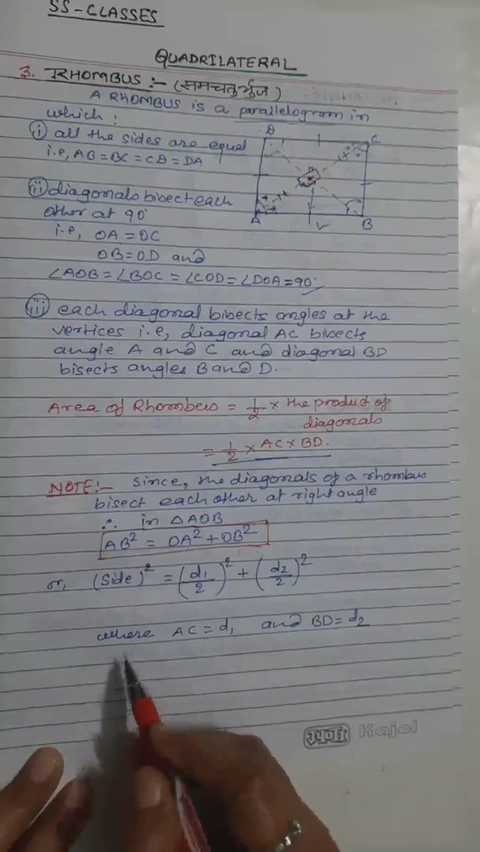 SS-CLASSES
QUADRILATERAL
3. RHOMBUS:- (समचतुर्भुज)
A RHOMBUS is a parallelogram in
which:
(i) all the sides are equal
i.e, AB=BC=CD=DA
(ii) diagonals bisect each
other at 90°
i.e, OA=OC
OB=OD and
∠AOB=∠BOC=∠COD=∠DOA=90°
D C
A B
(iii) each diagonal bisects angles at the
vertices i.e, diagonal AC bisects
angle A and C and diagonal BD
bisects angles B and D.
Area of Rhombus = 1/2 × the product of
diagonals
= 1/2 × AC × BD.
NOTE:- Since, the diagonals of a rhombus
bisect each other at right angle
∴ in △AOB
AB² = OA² + OB²
or, (Side)² = (d₁/2)² + (d₂/2)²
where AC = d₁ and BD = d₂
Kajol